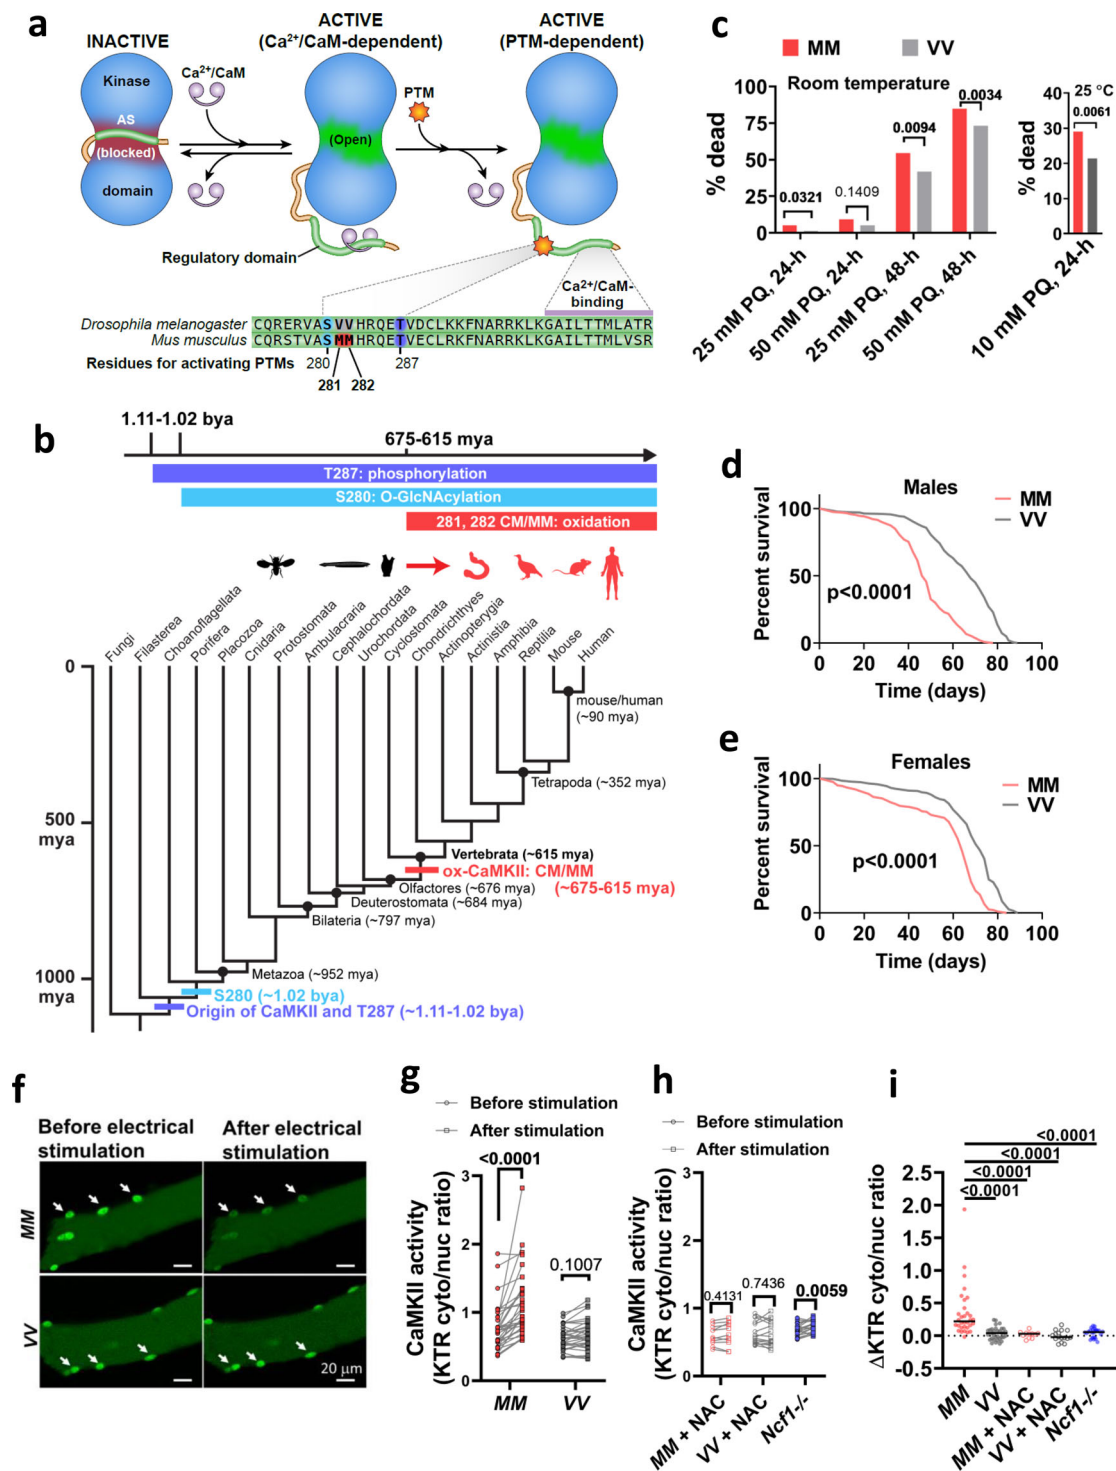 a
INACTIVE
ACTIVE
(Ca²⁺/CaM-dependent)
ACTIVE
(PTM-dependent)
Ca²⁺/CaM
PTM
Kinase
AS
(blocked)
domain
(Open)
Regulatory domain
Ca²⁺/CaM-
binding
Drosophila melanogaster CQRERVASVVHRQETVDCLKKFNARRKLKGAILTTMLATR
Mus musculus CQRSTVASMMHRQETVECLRKFNARRKLKGAILTTMLVSR
Residues for activating PTMs 280 287
281 282
c
MM VV
Room temperature
% dead
100
75
50
25
0
0.0321
0.1409
0.0094
0.0034
25 mM PQ, 24-h
50 mM PQ, 24-h
25 mM PQ, 48-h
50 mM PQ, 48-h
25 °C
0.0061
% dead
40
30
20
10
0
10 mM PQ, 24-h
b
1.11-1.02 bya
675-615 mya
T287: phosphorylation
S280: O-GlcNAcylation
281, 282 CM/MM: oxidation
Fungi
Filasterea
Choanoflagellata
Porifera
Placozoa
Cnidaria
Protostomata
Ambulacraria
Cephalochordata
Urochordata
Cyclostomata
Chondrichthyes
Actinopterygia
Actinistia
Amphibia
Reptilia
Mouse
Human
0
500
mya
1000
mya
mouse/human
(~90 mya)
Tetrapoda (~352 mya)
Vertebrata (~615 mya)
ox-CaMKII: CM/MM
(~675-615 mya)
Olfactores (~676 mya)
Deuterostomata (~684 mya)
Bilateria (~797 mya)
Metazoa (~952 mya)
S280 (~1.02 bya)
Origin of CaMKII and T287 (~1.11-1.02 bya)
d
Males
MM
VV
Percent survival
100
50
0
p<0.0001
0 20 40 60 80 100
Time (days)
e
Females
MM
VV
Percent survival
100
50
0
p<0.0001
0 20 40 60 80 100
Time (days)
f
Before electrical
stimulation
After electrical
stimulation
MM
VV
20 µm
g
Before stimulation
After stimulation
<0.0001
0.1007
CaMKII activity
(KTR cyto/nuc ratio)
3
2
1
0
MM VV
h
Before stimulation
After stimulation
CaMKII activity
(KTR cyto/nuc ratio)
3
2
1
0
0.4131
0.7436
0.0059
MM + NAC
VV + NAC
Ncf1-/-
i
<0.0001
<0.0001
<0.0001
<0.0001
ΔKTR cyto/nuc ratio
2.5
2.0
1.5
1.0
0.5
0.0
-0.5
MM
VV
MM + NAC
VV + NAC
Ncf1-/-